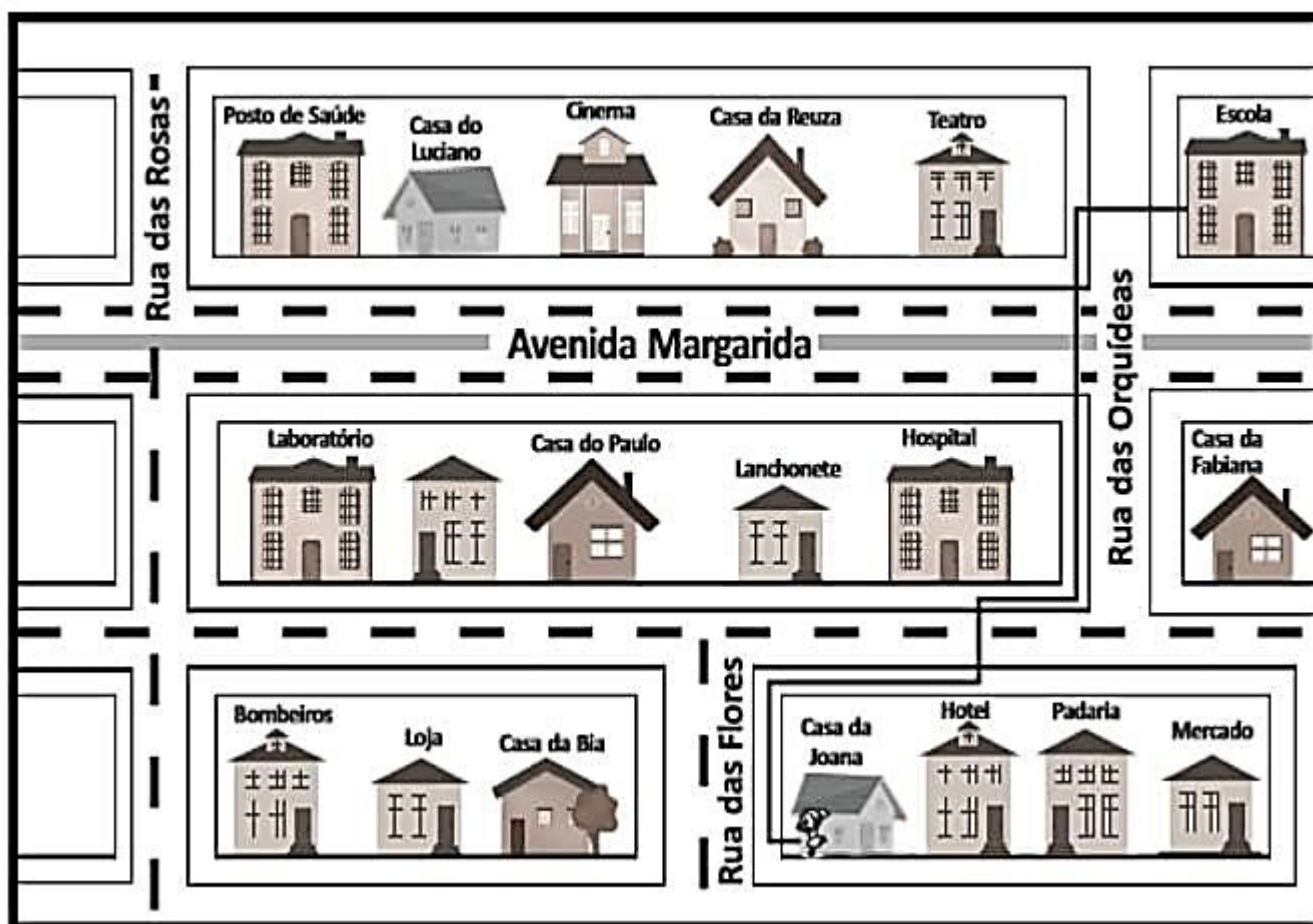 Rua das Rosas
Posto de Saúde
Casa do
Luciano
Cinema
Casa da Reuza
Teatro
Escola
Avenida Margarida
Rua das Orquídeas
Laboratório
Casa do Paulo
Lanchonete
Hospital
Casa da
Fabiana
Bombeiros
Loja
Casa da Bia
Rua das Flores
Casa da
Joana
Hotel
Padaria
Mercado